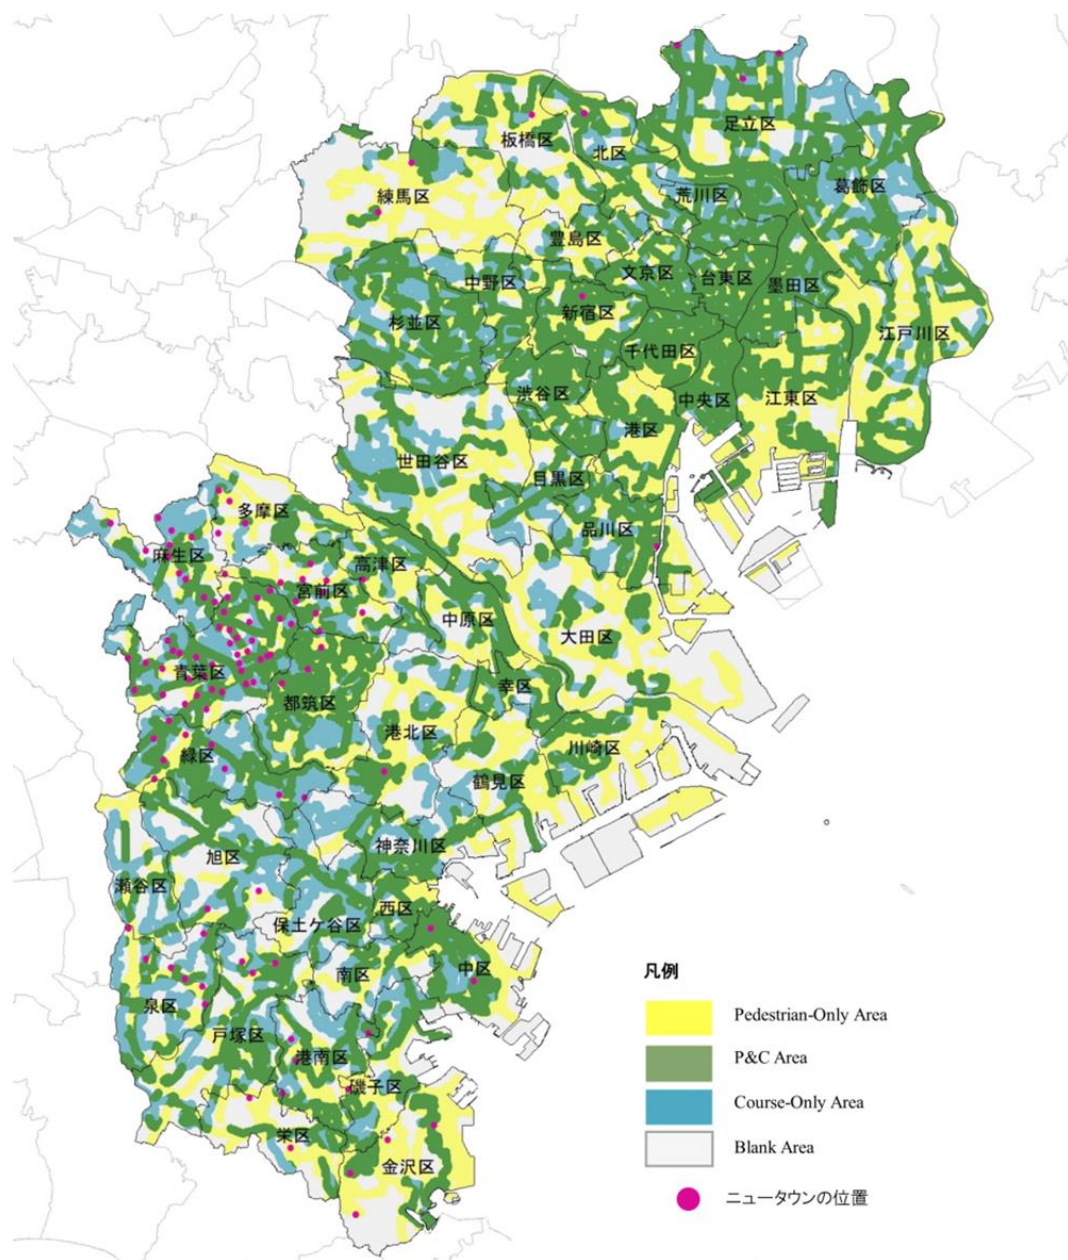 足立区
板橋区
北区
葛飾区
荒川区
練馬区
豊島区
文京区
台東区
中野区
墨田区
新宿区
杉並区
江戸川区
千代田区
渋谷区
中央区
江東区
港区
世田谷区
目黒区
品川区
多摩区
麻生区
高津区
宮前区
中原区
大田区
青葉区
幸区
都筑区
港北区
川崎区
緑区
鶴見区
神奈川区
旭区
瀬谷区
西区
保土ケ谷区
中区
南区
泉区
戸塚区
港南区
磯子区
栄区
金沢区
凡例
Pedestrian-Only Area
P&C Area
Course-Only Area
Blank Area
ニュータウンの位置